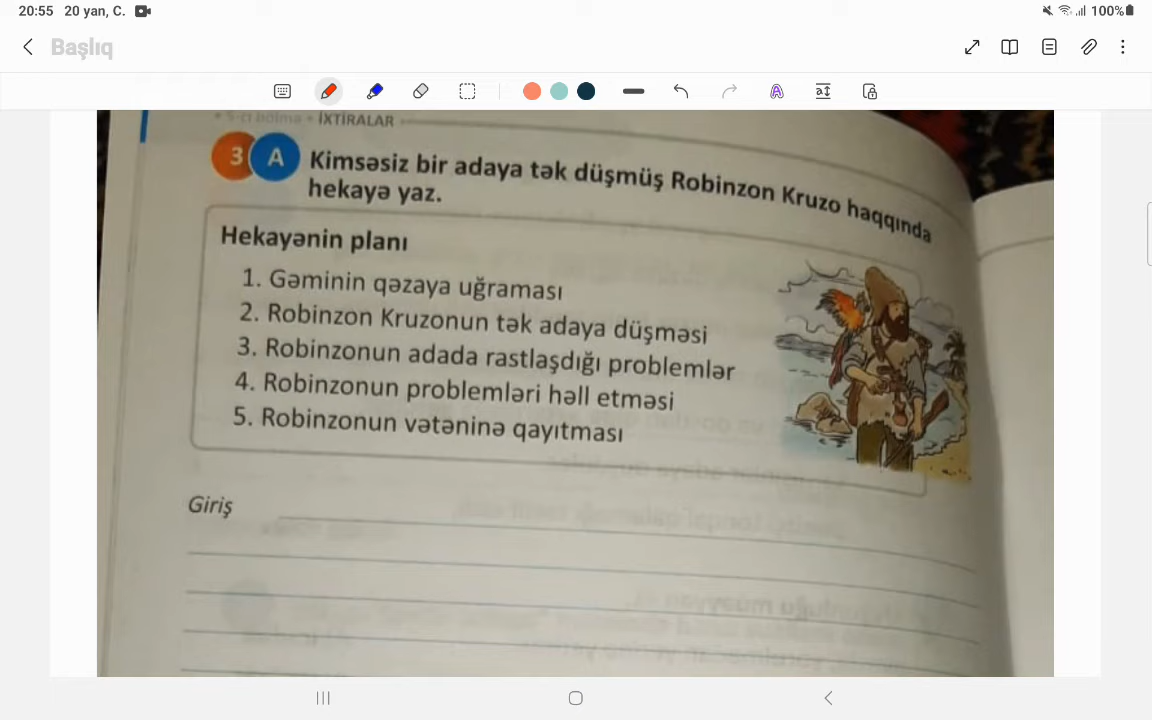 20:55 20 yan, C. 100%
Başlıq
• 5-ci bölmə • İXTİRALAR
3 A Kimsəsiz bir adaya tək düşmüş Robinzon Kruzo haqqında
hekayə yaz.
Hekayənin planı
1. Gəminin qəzaya uğraması
2. Robinzon Kruzonun tək adaya düşməsi
3. Robinzonun adada rastlaşdığı problemlər
4. Robinzonun problemləri həll etməsi
5. Robinzonun vətəninə qayıtması
Giriş